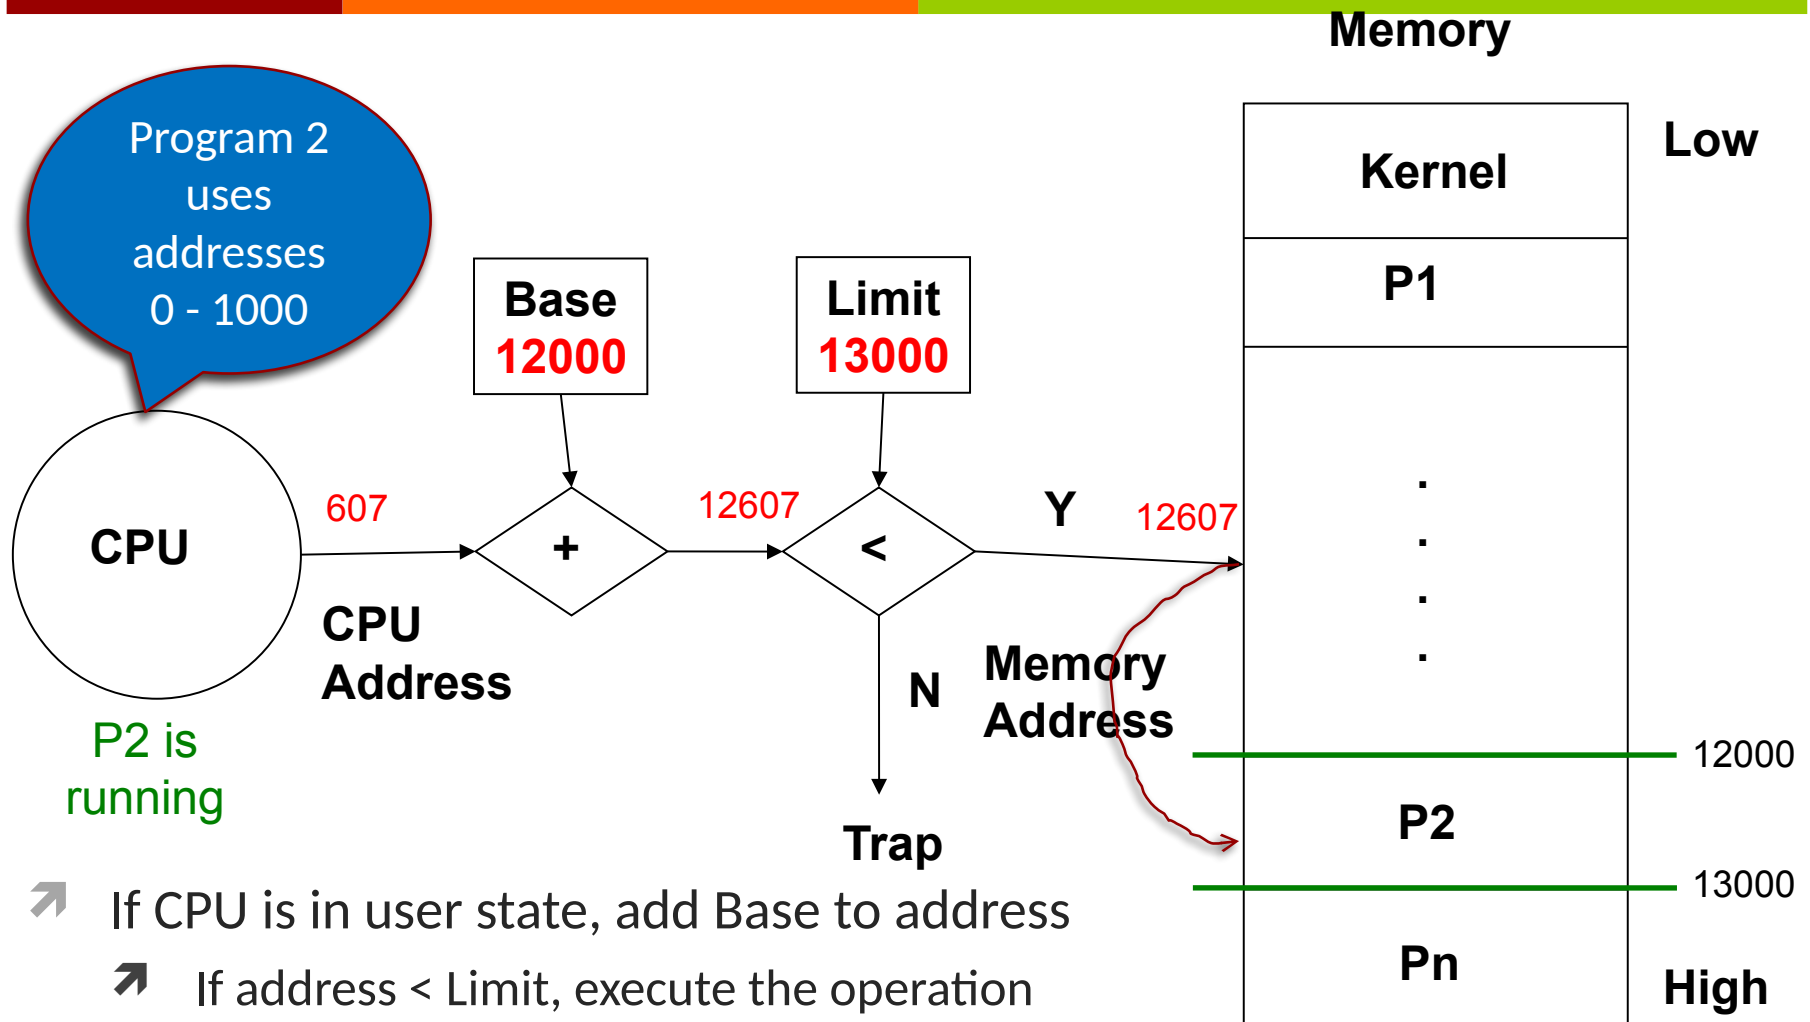 Memory
Program 2
uses
addresses
0 - 1000
Low
Kernel
P1
Base
12000
Limit
13000
.
.
.
.
607
12607
Y
12607
CPU
+
<
CPU
Address
N
Memory
Address
P2 is
running
12000
P2
Trap
13000
If CPU is in user state, add Base to address
Pn
If address < Limit, execute the operation
High